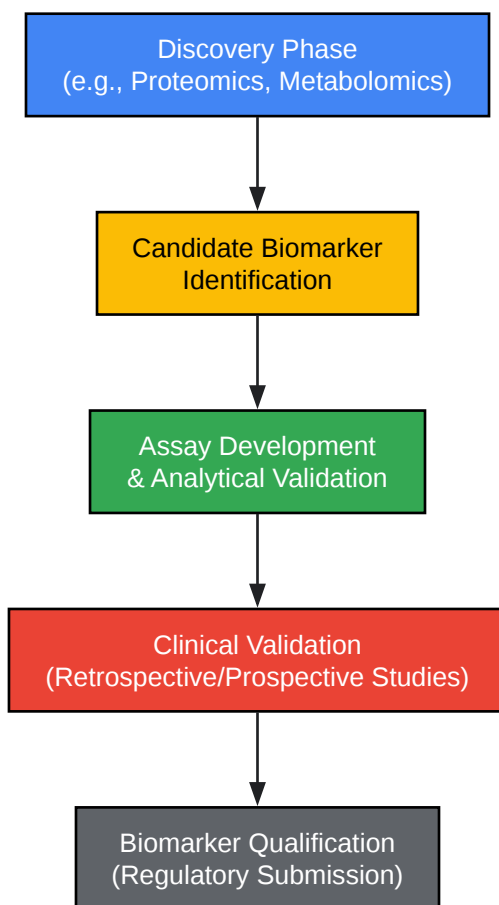 Discovery Phase
(e.g., Proteomics, Metabolomics)
Candidate Biomarker
Identification
Assay Development
& Analytical Validation
Clinical Validation
(Retrospective/Prospective Studies)
Biomarker Qualification
(Regulatory Submission)